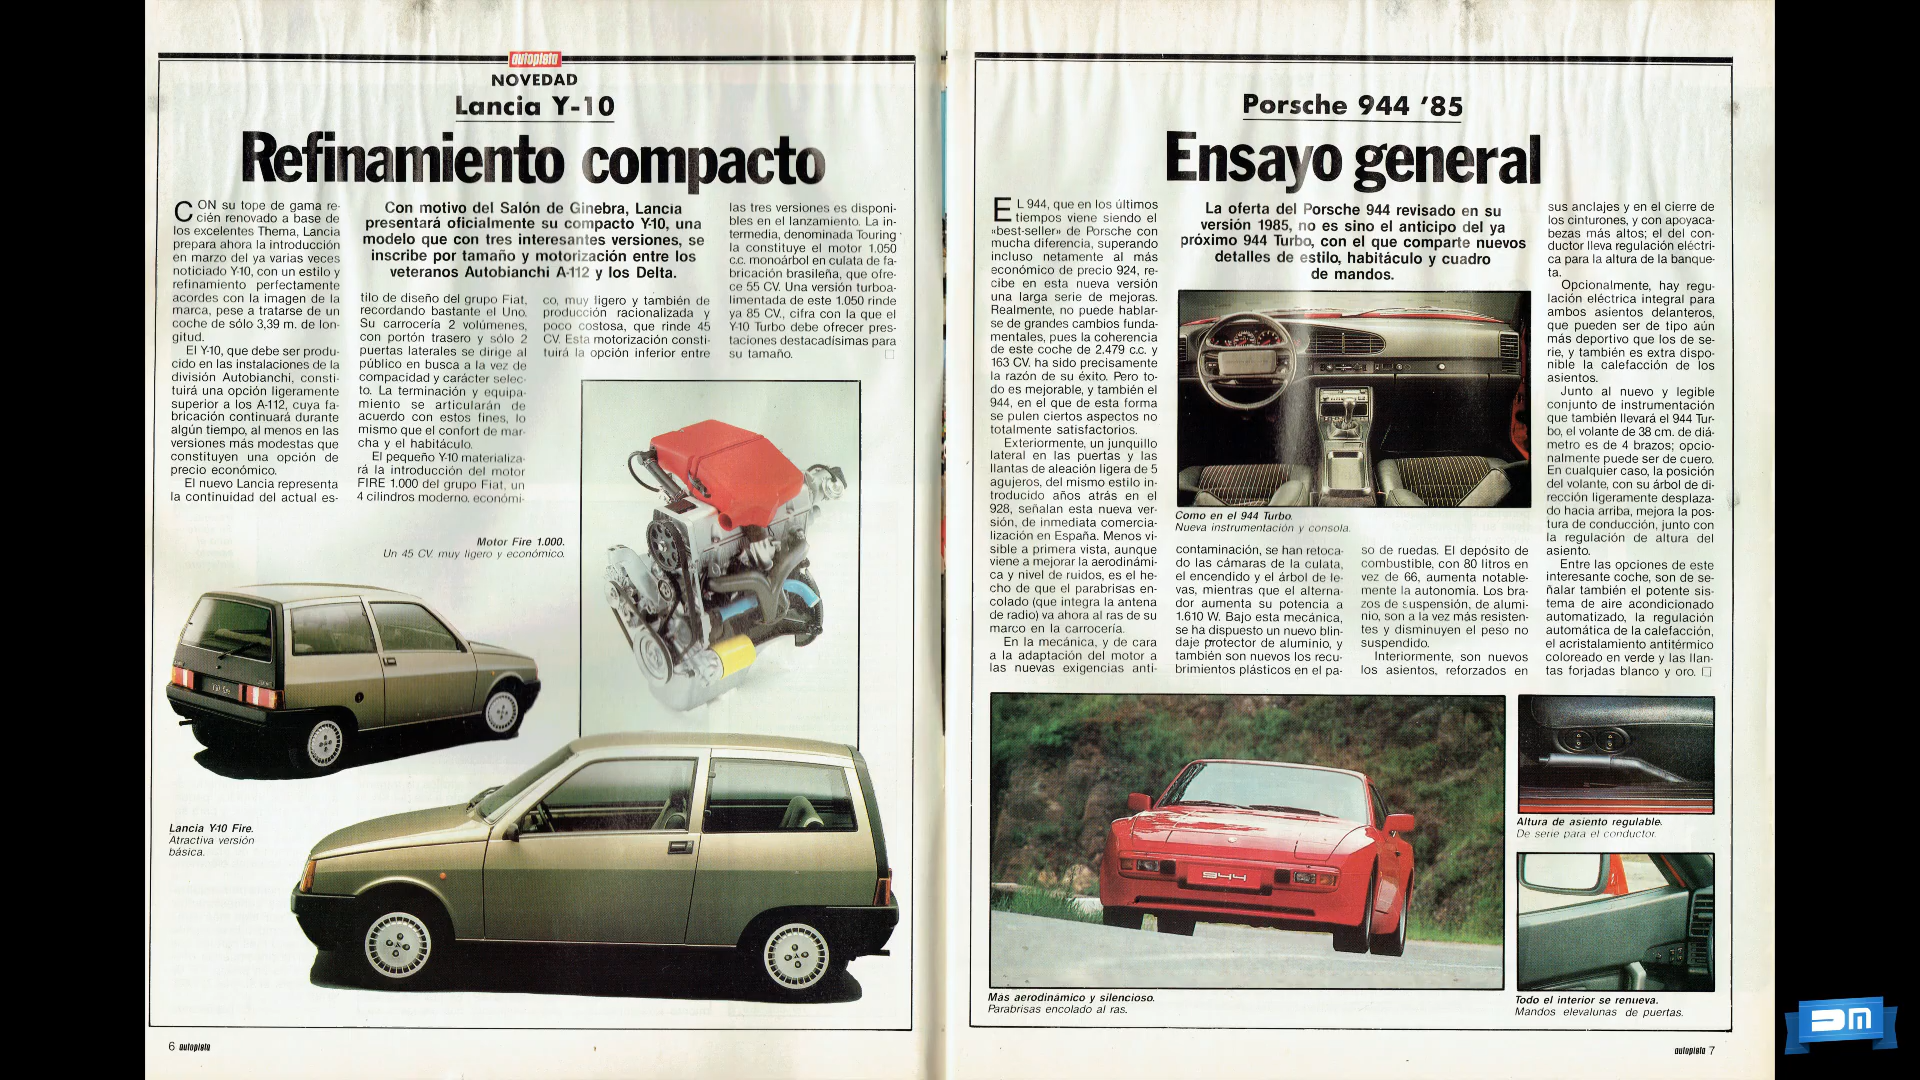 autopista
NOVEDAD
Lancia Y-10
Refinamiento compacto
CON su tope de gama re-
cién renovado a base de
los excelentes Thema, Lancia
prepara ahora la introducción
en marzo del ya varias veces
noticiado Y-10, con un estilo y
refinamiento perfectamente
acordes con la imagen de la
marca, pese a tratarse de un
coche de sólo 3,39 m. de lon-
gitud.
El Y-10, que debe ser produ-
cido en las instalaciones de la
división Autobianchi, consti-
tuirá una opción ligeramente
superior a los A-112, cuya fa-
bricación continuará durante
algún tiempo, al menos en las
versiones más modestas que
constituyen una opción de
precio económico.
El nuevo Lancia representa
la continuidad del actual es-
Con motivo del Salón de Ginebra, Lancia
presentará oficialmente su compacto Y-10, una
modelo que con tres interesantes versiones, se
inscribe por tamaño y motorización entre los
veteranos Autobianchi A-112 y los Delta.
tilo de diseño del grupo Fiat,
recordando bastante el Uno.
Su carrocería 2 volúmenes,
con portón trasero y sólo 2
puertas laterales se dirige al
público en busca a la vez de
compacidad y carácter selec-
to. La terminación y equipa-
miento se articularán de
acuerdo con estos fines, lo
mismo que el confort de mar-
cha y el habitáculo.
El pequeño Y-10 materializa-
rá la introducción del motor
FIRE 1.000 del grupo Fiat, un
4 cilindros moderno, económi-
co, muy ligero y también de
producción racionalizada y
poco costosa, que rinde 45
CV. Esta motorización consti-
tuirá la opción inferior entre
las tres versiones es disponi-
bles en el lanzamiento. La in-
termedia, denominada Touring
la constituye el motor 1.050
c.c. monoárbol en culata de fa-
bricación brasileña, que ofre-
ce 55 CV. Una versión turboa-
limentada de este 1.050 rinde
ya 85 CV., cifra con la que el
Y-10 Turbo debe ofrecer pres-
taciones destacadísimas para
su tamaño.
Motor Fire 1.000.
Un 45 CV. muy ligero y económico.
Lancia Y-10 Fire.
Atractiva versión
básica.
6 autopista
Porsche 944 '85
Ensayo general
EL 944, que en los últimos
tiempos viene siendo el
«best-seller» de Porsche con
mucha diferencia, superando
incluso netamente al más
económico de precio 924, re-
cibe en esta nueva versión
una larga serie de mejoras.
Realmente, no puede hablar-
se de grandes cambios funda-
mentales, pues la coherencia
de este coche de 2.479 c.c. y
163 CV. ha sido precisamente
la razón de su éxito. Pero to-
do es mejorable, y también el
944, en el que de esta forma
se pulen ciertos aspectos no
totalmente satisfactorios.
Exteriormente, un junquillo
lateral en las puertas y las
llantas de aleación ligera de 5
agujeros, del mismo estilo in-
troducido años atrás en el
928, señalan esta nueva ver-
sión, de inmediata comercia-
lización en España. Menos vi-
sible a primera vista, aunque
viene a mejorar la aerodinámi-
ca y nivel de ruidos, es el he-
cho de que el parabrisas en-
colado (que integra la antena
de radio) va ahora al ras de su
marco en la carrocería.
En la mecánica, y de cara
a la adaptación del motor a
las nuevas exigencias anti-
La oferta del Porsche 944 revisado en su
versión 1985, no es sino el anticipo del ya
próximo 944 Turbo, con el que comparte nuevos
detalles de estilo, habitáculo y cuadro
de mandos.
Como en el 944 Turbo.
Nueva instrumentación y consola.
contaminación, se han retoca-
do las cámaras de la culata,
el encendido y el árbol de le-
vas, mientras que el alterna-
dor aumenta su potencia a
1.610 W. Bajo esta mecánica,
se ha dispuesto un nuevo blin-
daje protector de aluminio, y
también son nuevos los recu-
brimientos plásticos en el pa-
so de ruedas. El depósito de
combustible, con 80 litros en
vez de 66, aumenta notable-
mente la autonomía. Los bra-
zos de suspensión, de alumi-
nio, son a la vez más resisten-
tes y disminuyen el peso no
suspendido.
Interiormente, son nuevos
los asientos, reforzados en
sus anclajes y en el cierre de
los cinturones, y con apoyaca-
bezas más altos; el del con-
ductor lleva regulación eléctri-
ca para la altura de la banque-
ta.
Opcionalmente, hay regu-
lación eléctrica integral para
ambos asientos delanteros,
que pueden ser de tipo aún
más deportivo que los de se-
rie, y también es extra dispo-
nible la calefacción de los
asientos.
Junto al nuevo y legible
conjunto de instrumentación
que también llevará el 944 Tur-
bo, el volante de 38 cm. de diá-
metro es de 4 brazos; opcio-
nalmente puede ser de cuero.
En cualquier caso, la posición
del volante, con su árbol de di-
rección ligeramente desplaza-
do hacia arriba, mejora la pos-
tura de conducción, junto con
la regulación de altura del
asiento.
Entre las opciones de este
interesante coche, son de se-
ñalar también el potente sis-
tema de aire acondicionado
automatizado, la regulación
automática de la calefacción,
el acristalamiento antitérmico
coloreado en verde y las llan-
tas forjadas blanco y oro.
944
Más aerodinámico y silencioso.
Parabrisas encolado al ras.
Altura de asiento regulable.
De serie para el conductor.
Todo el interior se renueva.
Mandos elevalunas de puertas.
autopista 7